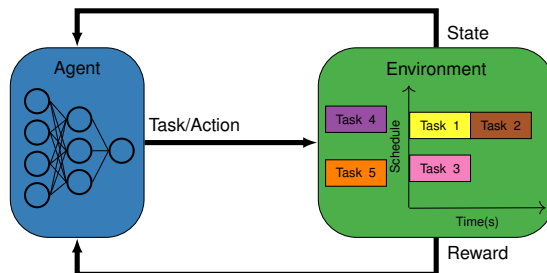 State
Agent
Environment
Task/Action
Task 4
Task 1
Task 2
Schedule
Task 5
Task 3
Time(s)
Reward